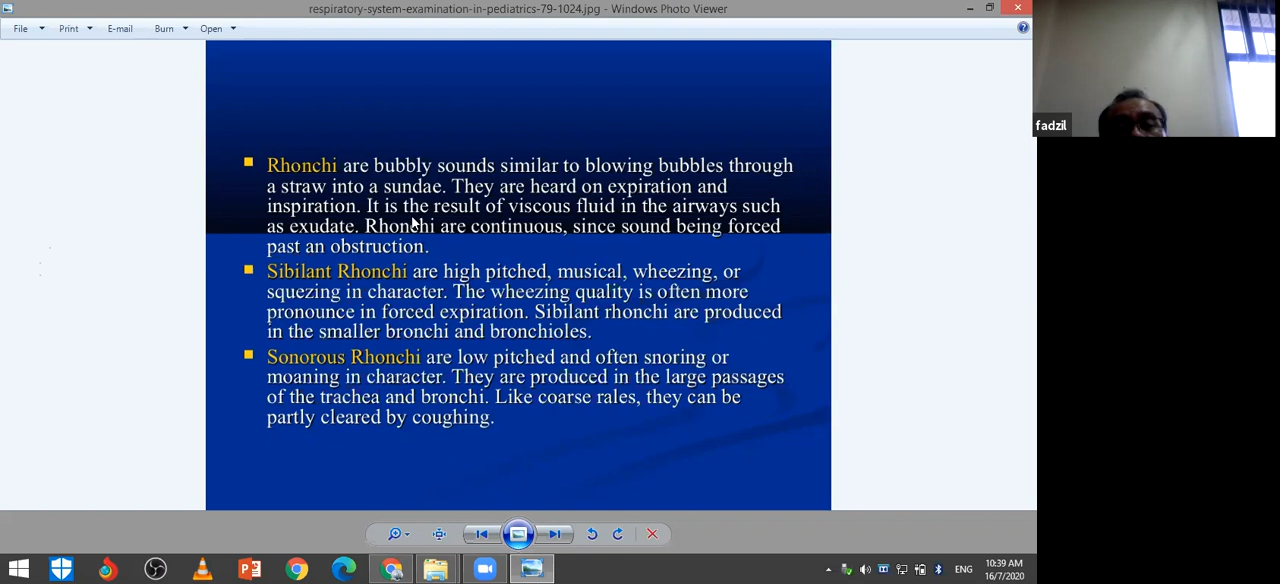 respiratory-system-examination-in-pediatrics-79-1024.jpg - Windows Photo Viewer
File Print E-mail Burn Open
fadzil
Rhonchi are bubbly sounds similar to blowing bubbles through
a straw into a sundae. They are heard on expiration and
inspiration. It is the result of viscous fluid in the airways such
as exudate. Rhonchi are continuous, since sound being forced
past an obstruction.
Sibilant Rhonchi are high pitched, musical, wheezing, or
squezing in character. The wheezing quality is often more
pronounce in forced expiration. Sibilant rhonchi are produced
in the smaller bronchi and bronchioles.
Sonorous Rhonchi are low pitched and often snoring or
moaning in character. They are produced in the large passages
of the trachea and bronchi. Like coarse rales, they can be
partly cleared by coughing.
ENG
10:39 AM
16/7/2020